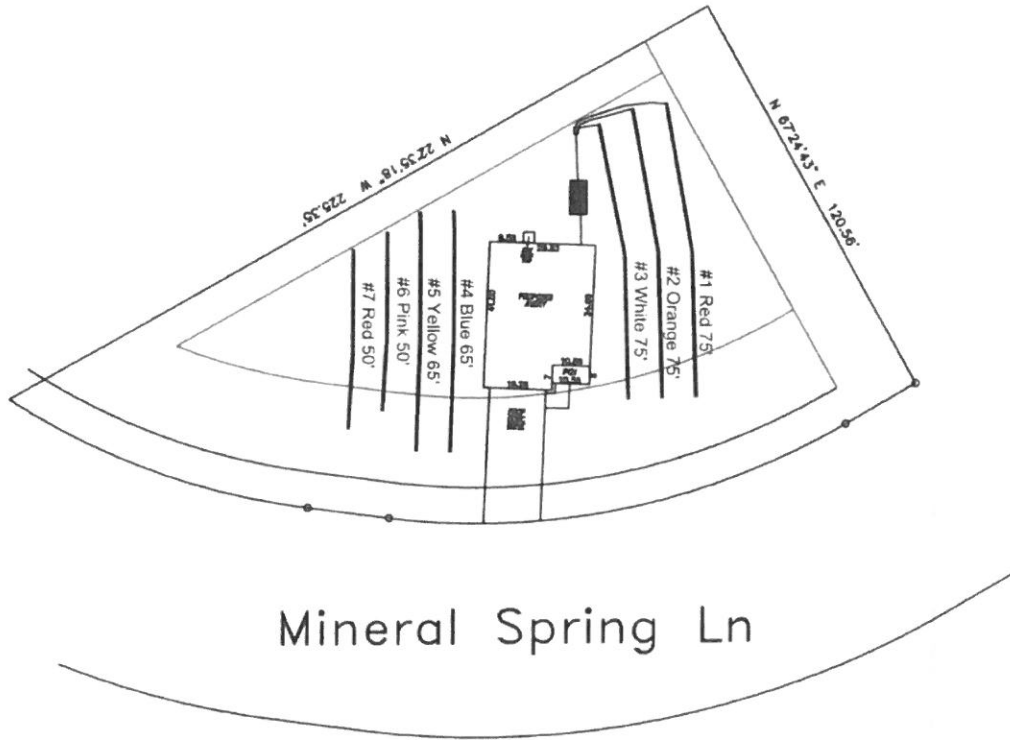 N 22°35'18" W 225.35'
N 67°24'43" E 120.56'
#1 Red 75'
#2 Orange 75'
#3 White 75'
#4 Blue 65'
#5 Yellow 65'
#6 Pink 50'
#7 Red 50'
Mineral Spring Ln